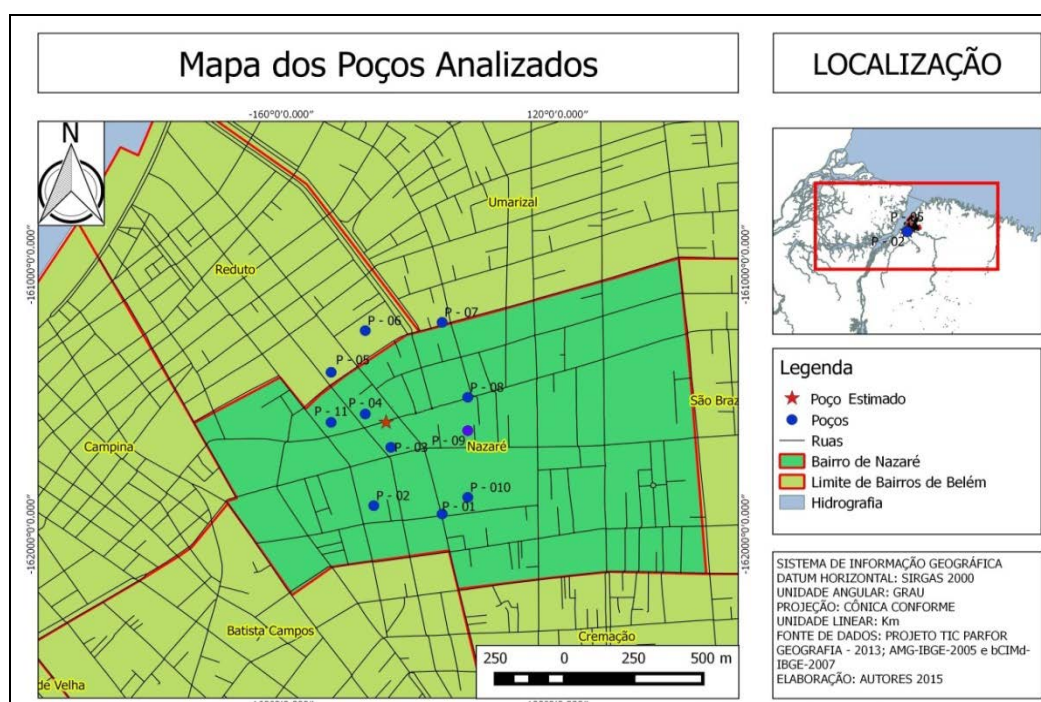 Mapa dos Poços Analizados
LOCALIZAÇÃO
-160°0'0.000"
120°0'0.000"
N
Umarizal
Reduto
-161000°0'0.000"
-161000°0'0.000"
P - 07
P - 06
P - 05
P - 08
P - 04
P - 11
São Braz
P - 03
P - 09
Nazaré
Campina
P - 010
P - 02
P - 01
-162000°0'0.000"
-162000°0'0.000"
Batista Campos
Cremação
de Velha
250 0 250 500 m
P - 05
P - 02
Legenda
Poço Estimado
Poços
Ruas
Bairro de Nazaré
Limite de Bairros de Belém
Hidrografia
SISTEMA DE INFORMAÇÃO GEOGRÁFICA
DATUM HORIZONTAL: SIRGAS 2000
UNIDADE ANGULAR: GRAU
PROJEÇÃO: CÔNICA CONFORME
UNIDADE LINEAR: Km
FONTE DE DADOS: PROJETO TIC PARFOR
GEOGRAFIA - 2013; AMG-IBGE-2005 e bCIMd-
IBGE-2007
ELABORAÇÃO: AUTORES 2015